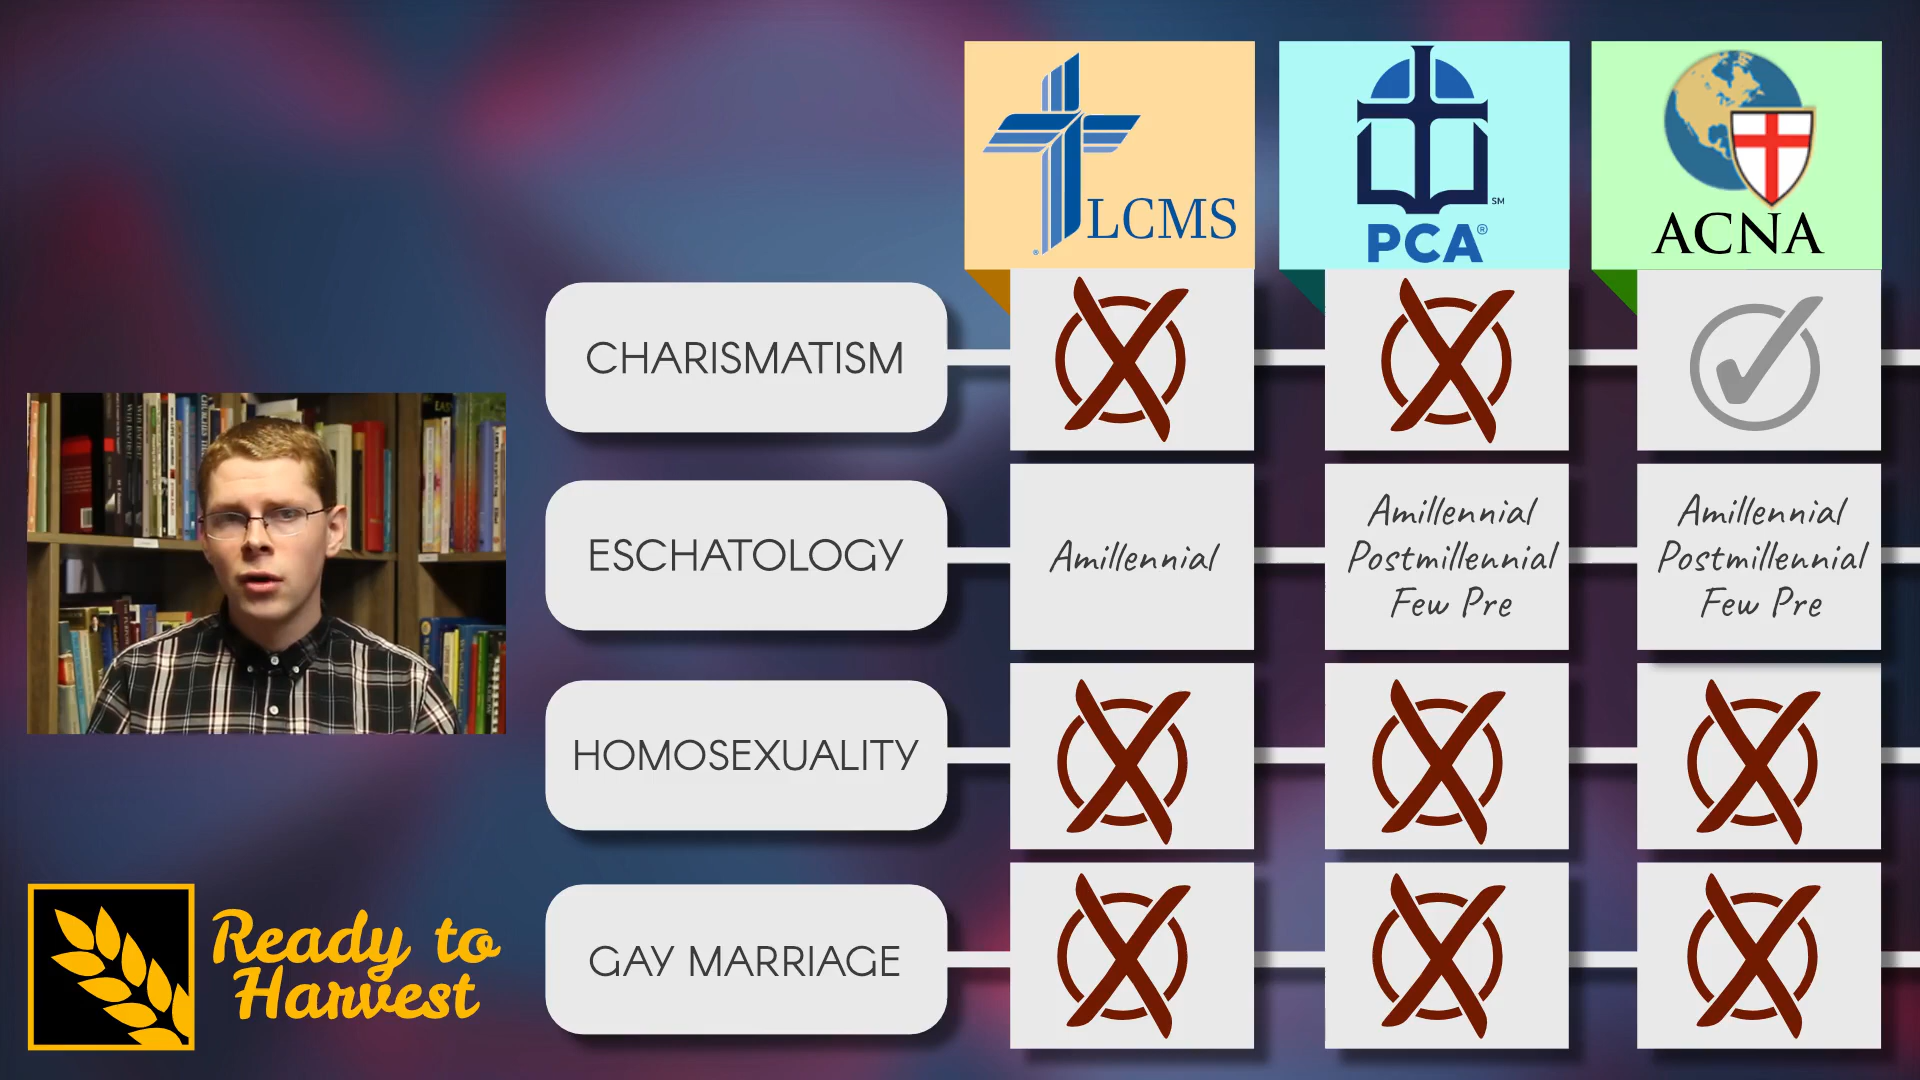 LCMS
PCA®
SM
ACNA
CHARISMATISM
ESCHATOLOGY
Amillennial
Amillennial
Postmillennial
Few Pre
Amillennial
Postmillennial
Few Pre
HOMOSEXUALITY
GAY MARRIAGE
Ready to
Harvest